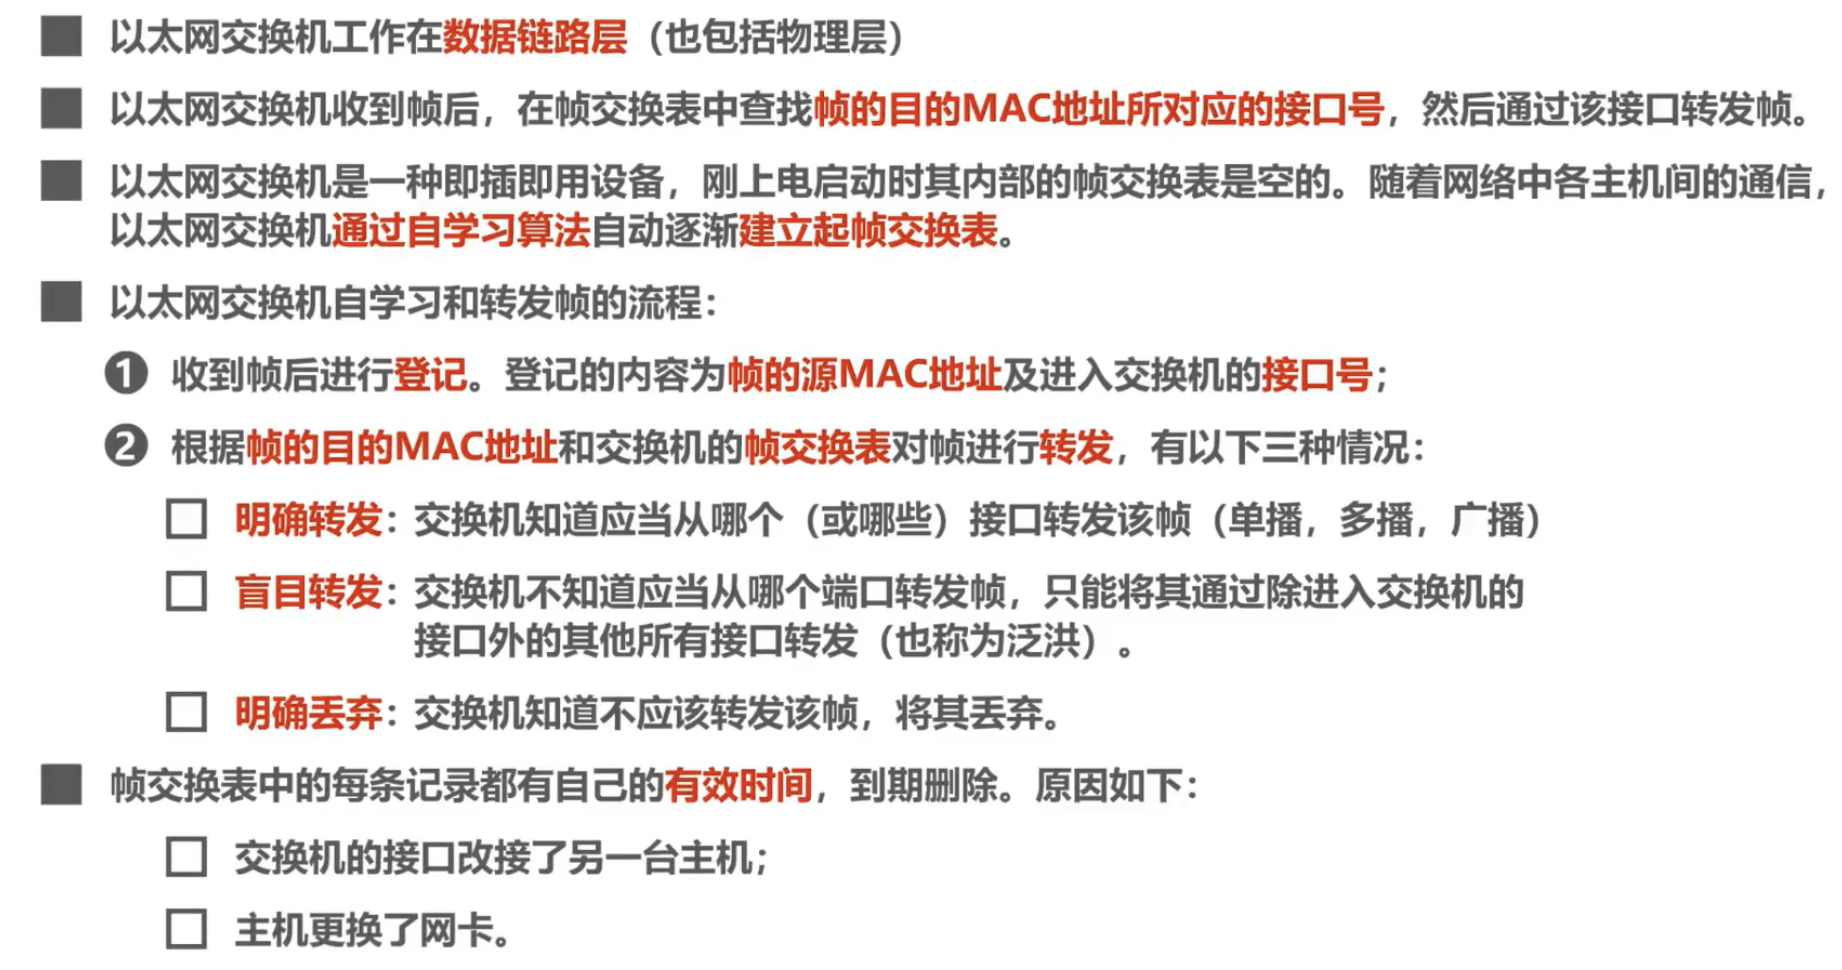 以太网交换机工作在数据链路层（也包括物理层）
以太网交换机收到帧后，在帧交换表中查找帧的目的MAC地址所对应的接口号，然后通过该接口转发帧。
以太网交换机是一种即插即用设备，刚上电启动时其内部的帧交换表是空的。随着网络中各主机间的通信，
以太网交换机通过自学习算法自动逐渐建立起帧交换表。
以太网交换机自学习和转发帧的流程：
❶ 收到帧后进行登记。登记的内容为帧的源MAC地址及进入交换机的接口号；
❷ 根据帧的目的MAC地址和交换机的帧交换表对帧进行转发，有以下三种情况：
明确转发：交换机知道应当从哪个（或哪些）接口转发该帧（单播，多播，广播）
盲目转发：交换机不知道应当从哪个端口转发帧，只能将其通过除进入交换机的
接口外的其他所有接口转发（也称为泛洪）。
明确丢弃：交换机知道不应该转发该帧，将其丢弃。
帧交换表中的每条记录都有自己的有效时间，到期删除。原因如下：
交换机的接口改接了另一台主机；
主机更换了网卡。